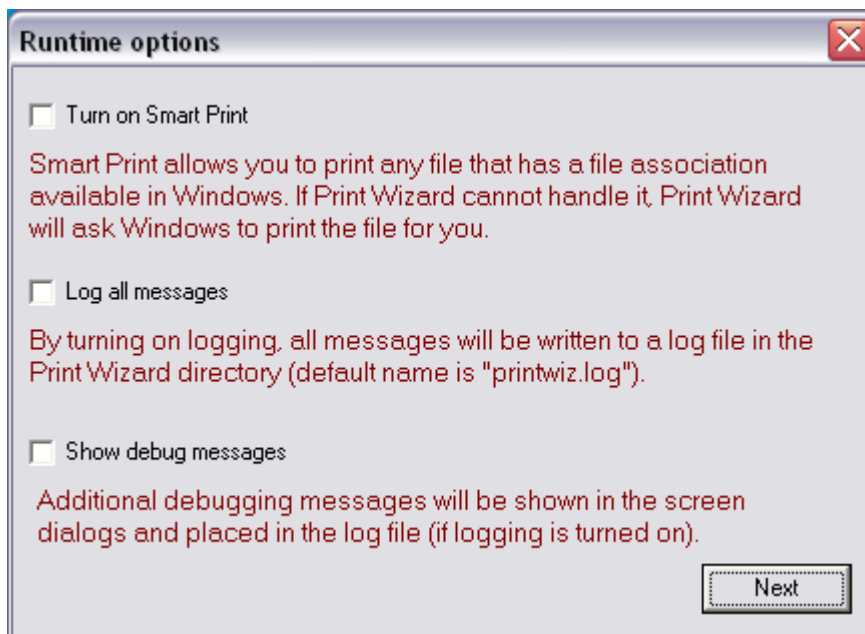 Runtime options
Turn on Smart Print
Smart Print allows you to print any file that has a file association
available in Windows. If Print Wizard cannot handle it, Print Wizard
will ask Windows to print the file for you.
Log all messages
By turning on logging, all messages will be written to a log file in the
Print Wizard directory (default name is "printwiz.log").
Show debug messages
Additional debugging messages will be shown in the screen
dialogs and placed in the log file (if logging is turned on).
Next